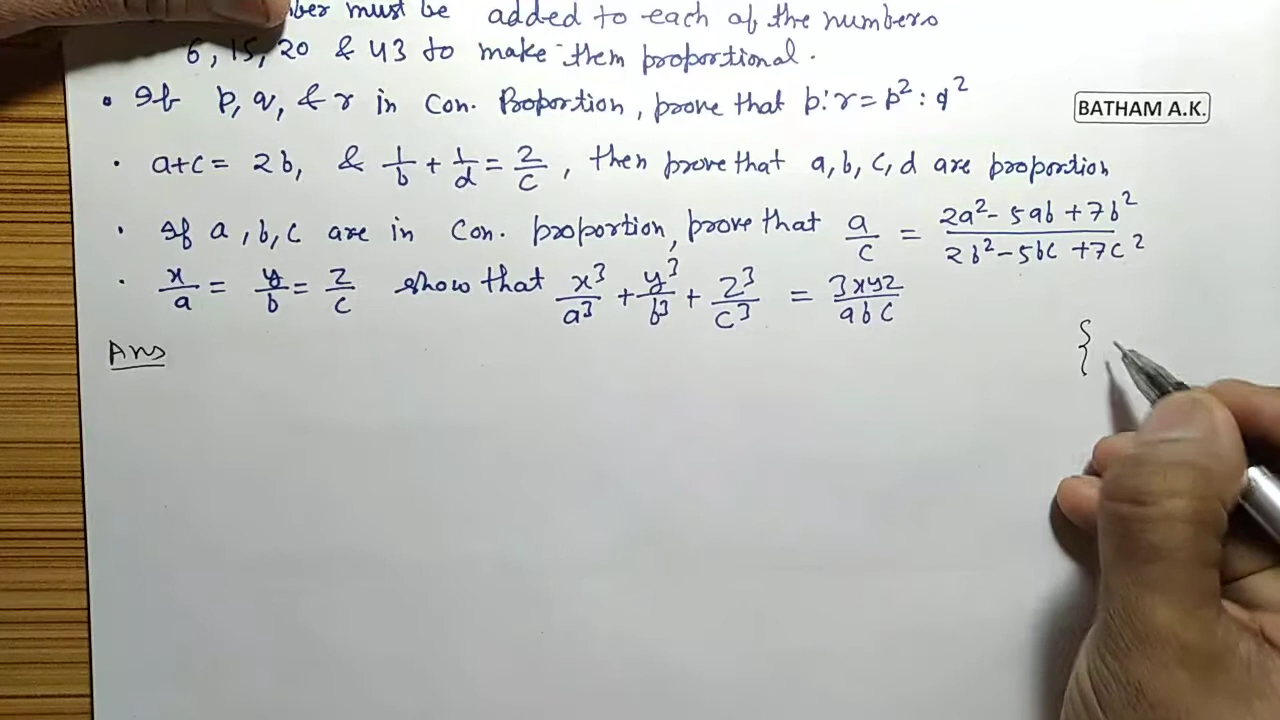 must be added to each of the numbers
6, 15, 20 & 43 to make them proportional.
• If p, q, & r in Con. Proportion, prove that p:r = p² : q²
BATHAM A.K.
• a+c = 2b, & 1/b + 1/d = 2/c, then prove that a, b, c, d are proportion
• If a, b, c are in Con. proportion, prove that a/c = (2a² - 5ab + 7b²)/(2b² - 5bc + 7c²)
• x/a = y/b = z/c show that x³/a³ + y³/b³ + z³/c³ = 3xyz/abc
Ans
{